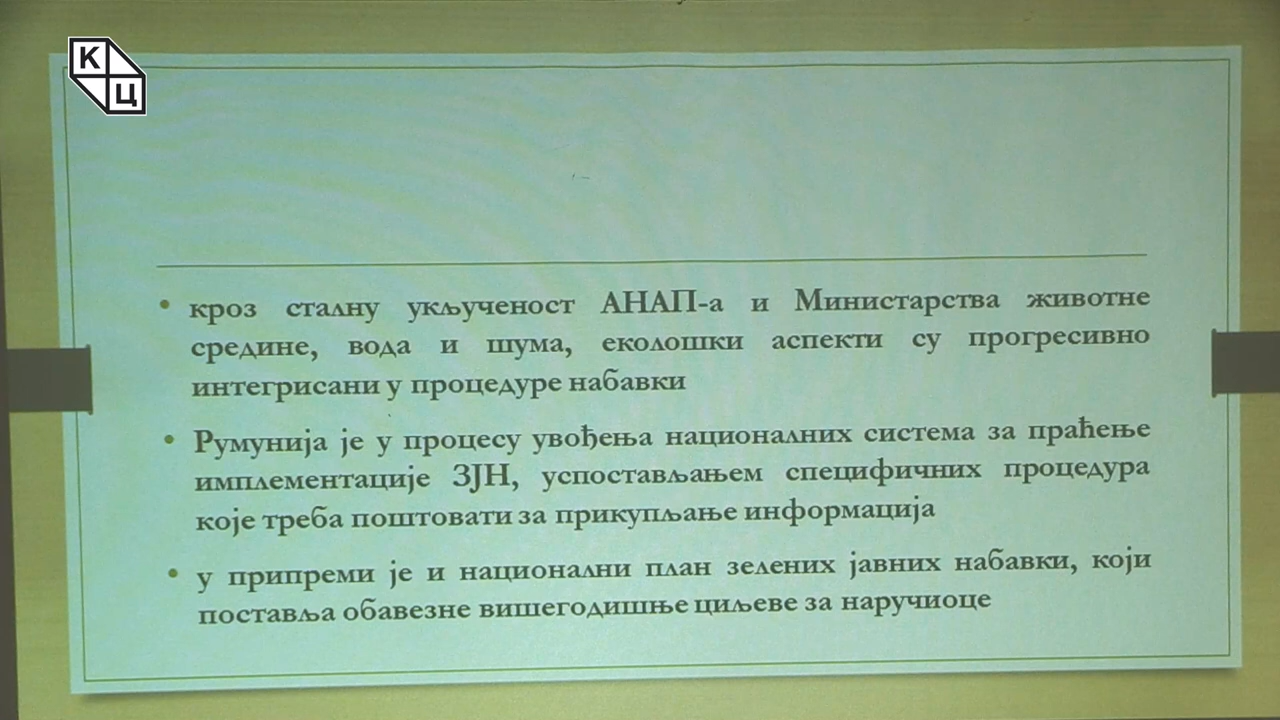 К
Ц
• кроз сталну укљученост АНАП-а и Министарства животне
средине, вода и шума, еколошки аспекти су прогресивно
интегрисани у процедуре набавки
• Румунија је у процесу увођења националних система за праћење
имплементације ЗЈН, успостављањем специфичних процедура
које треба поштовати за прикупљање информација
• у припреми је и национални план зелених јавних набавки, који
поставља обавезне вишегодишње циљеве за наручиоце